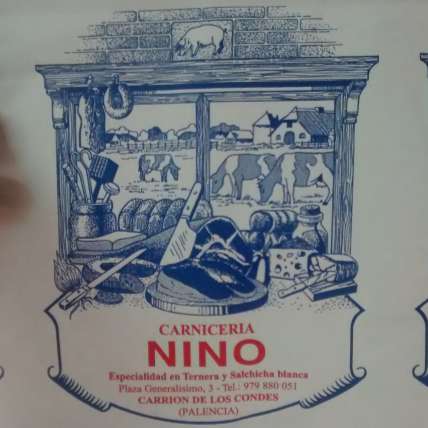 CARNICERIA
NINO
Especialidad en Ternera y Salchicha blanca
Plaza Generalísimo, 3 - Tel.: 979 880 051
CARRION DE LOS CONDES
(PALENCIA)